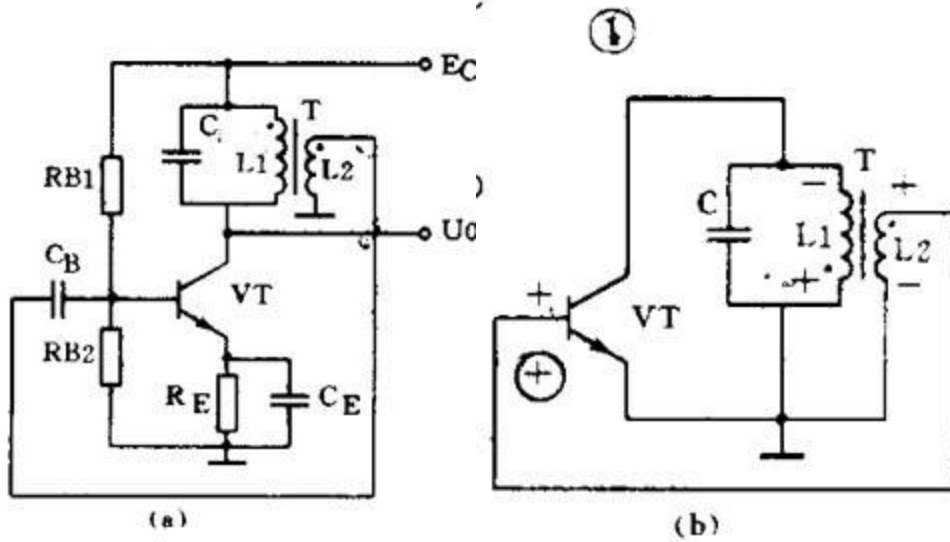 1
EC
C
T
L1
L2
RB1
U0
CB
VT
RB2
RE
CE
(a)
T
−
+
C
L1
L2
+
−
+
VT
+
(b)